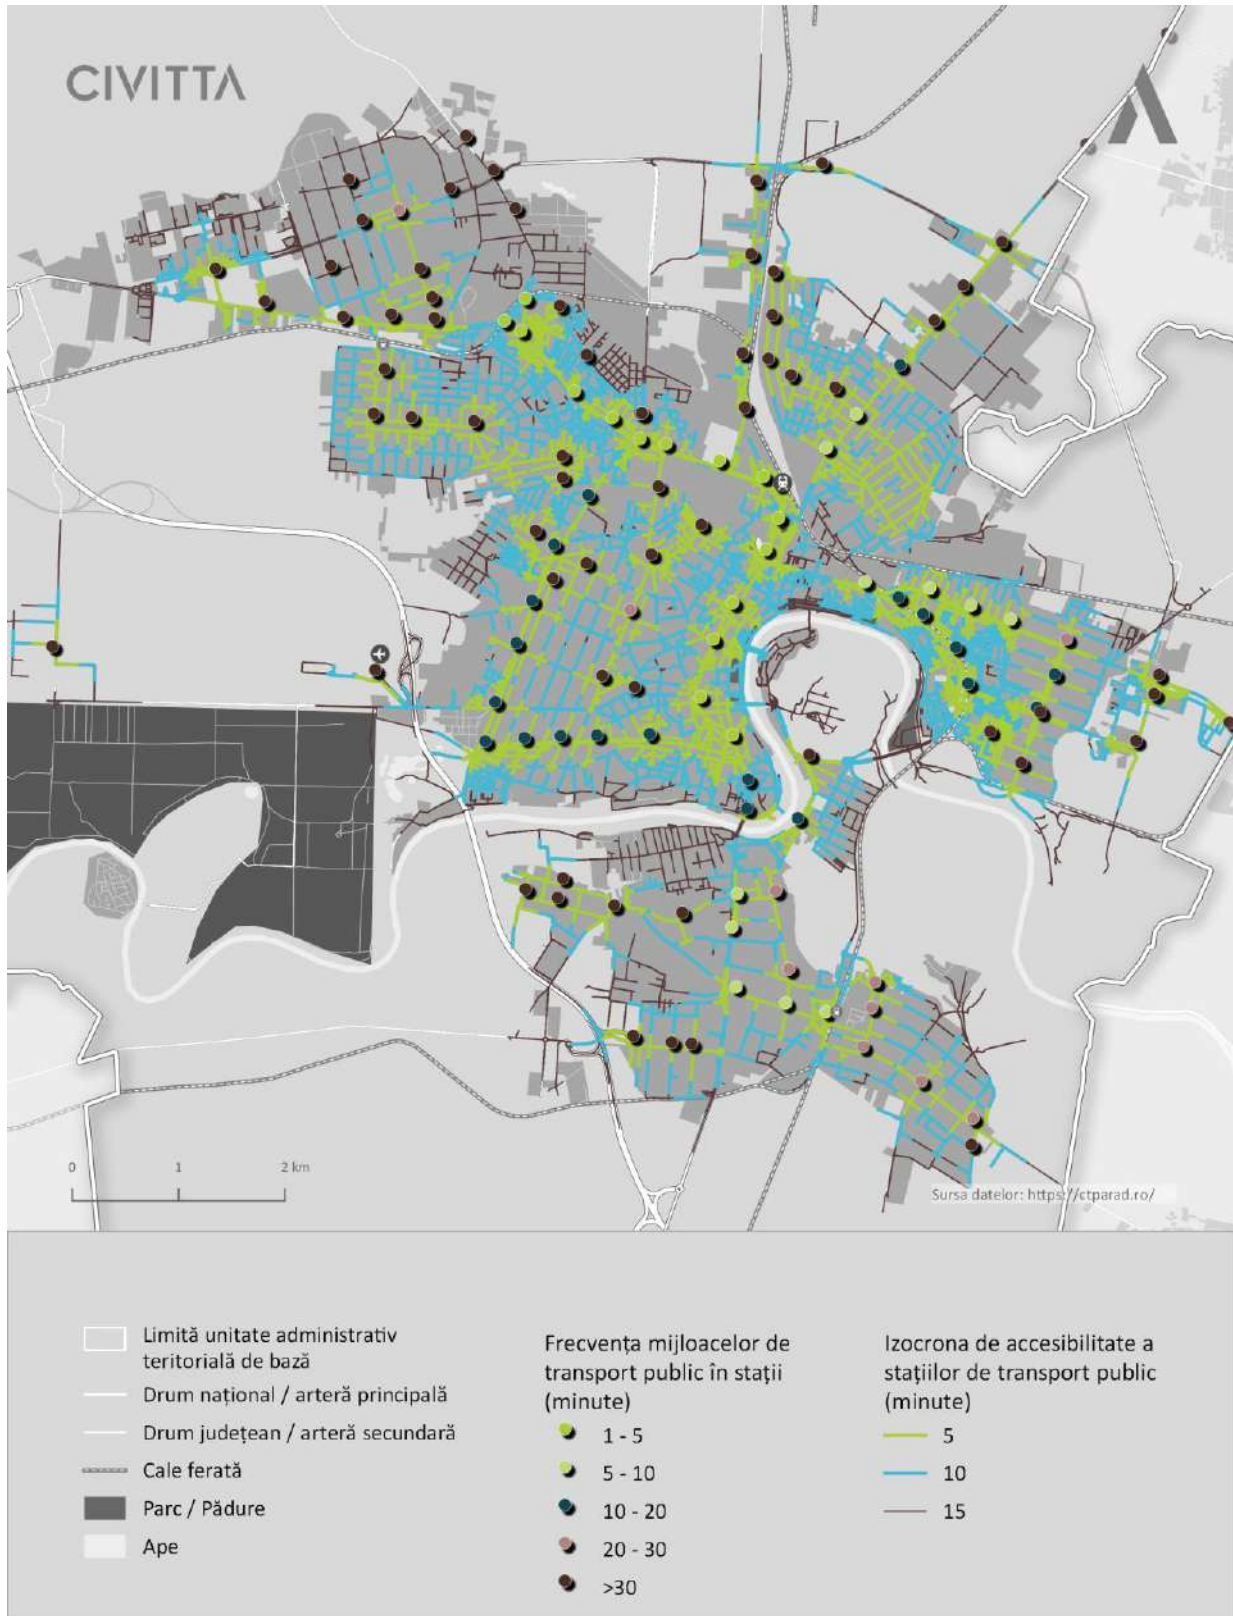 CIVITTA
0 1 2 km
Sursa datelor: https://ctparad.ro/
Limită unitate administrativ
teritorială de bază
Drum național / arteră principală
Drum județean / arteră secundară
Cale ferată
Parc / Pădure
Ape
Frecvența mijloacelor de
transport public în stații
(minute)
1 - 5
5 - 10
10 - 20
20 - 30
>30
Izocrona de accesibilitate a
stațiilor de transport public
(minute)
5
10
15